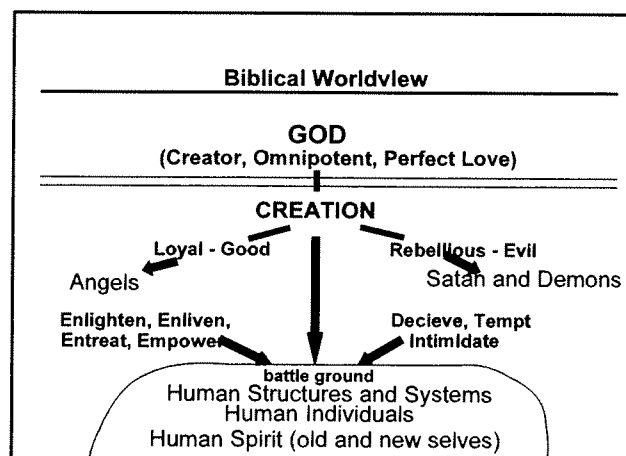 Biblical Worldview
GOD
(Creator, Omnipotent, Perfect Love)
CREATION
Loyal - Good
Rebellious - Evil
Angels
Satan and Demons
Enlighten, Enliven,
Entreat, Empower
Decieve, Tempt
Intimidate
battle ground
Human Structures and Systems
Human Individuals
Human Spirit (old and new selves)